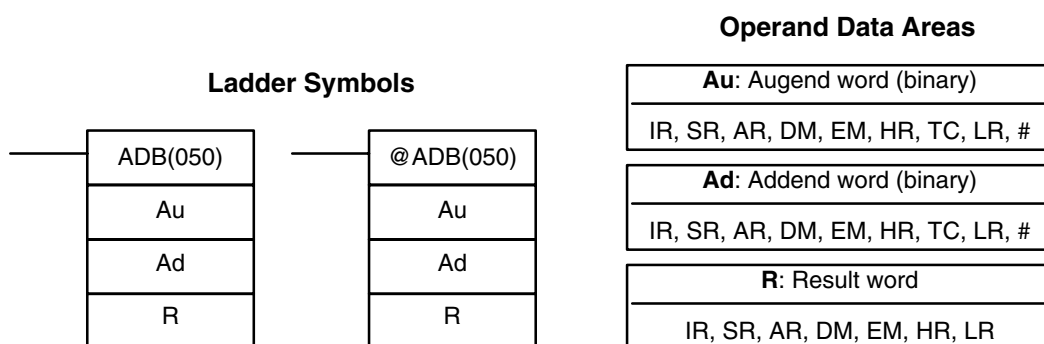 Operand Data Areas
Ladder Symbols
Au: Augend word (binary)
IR, SR, AR, DM, EM, HR, TC, LR, #
ADB(050)
Au
Ad
R
@ADB(050)
Au
Ad
R
Ad: Addend word (binary)
IR, SR, AR, DM, EM, HR, TC, LR, #
R: Result word
IR, SR, AR, DM, EM, HR, LR